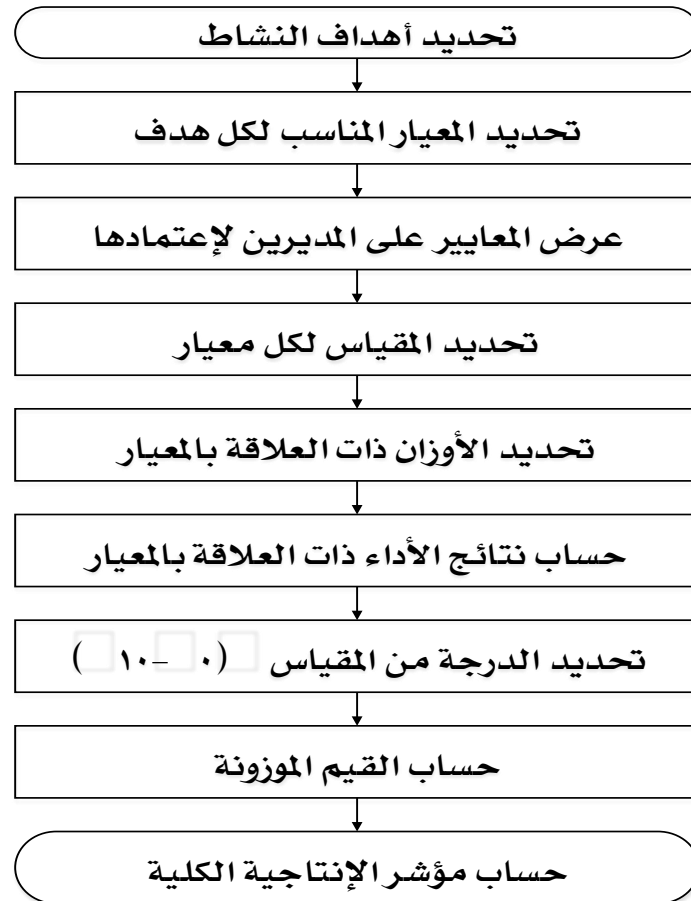 تحديد أهداف النشاط
تحديد المعيار المناسب لكل هدف
عرض المعايير على المديرين لإعتمادها
تحديد المقياس لكل معيار
تحديد الأوزان ذات العلاقة بالمعيار
حساب نتائج الأداء ذات العلاقة بالمعيار
تحديد الدرجة من المقياس (٠ – ١٠)
حساب القيم الموزونة
حساب مؤشر الإنتاجية الكلية